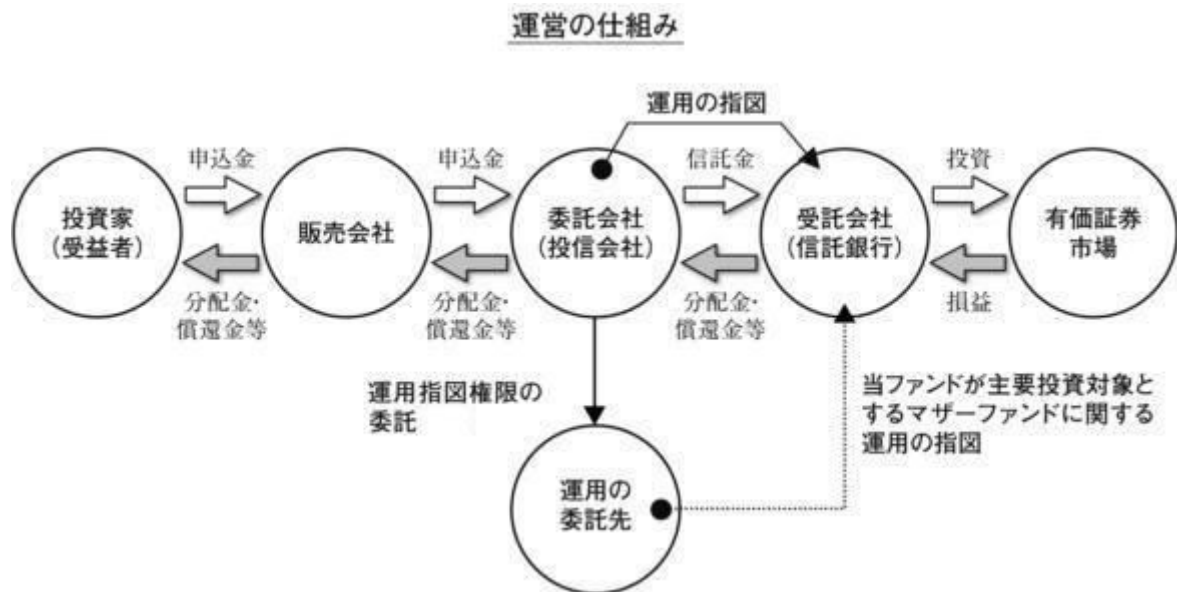 運営の仕組み
運用の指図
申込金
申込金
信託金
投資
投資家
(受益者)
販売会社
委託会社
(投信会社)
受託会社
(信託銀行)
有価証券
市場
分配金・
償還金等
分配金・
償還金等
分配金・
償還金等
損益
運用指図権限の
委託
当ファンドが主要投資対象と
するマザーファンドに関する
運用の指図
運用の
委託先